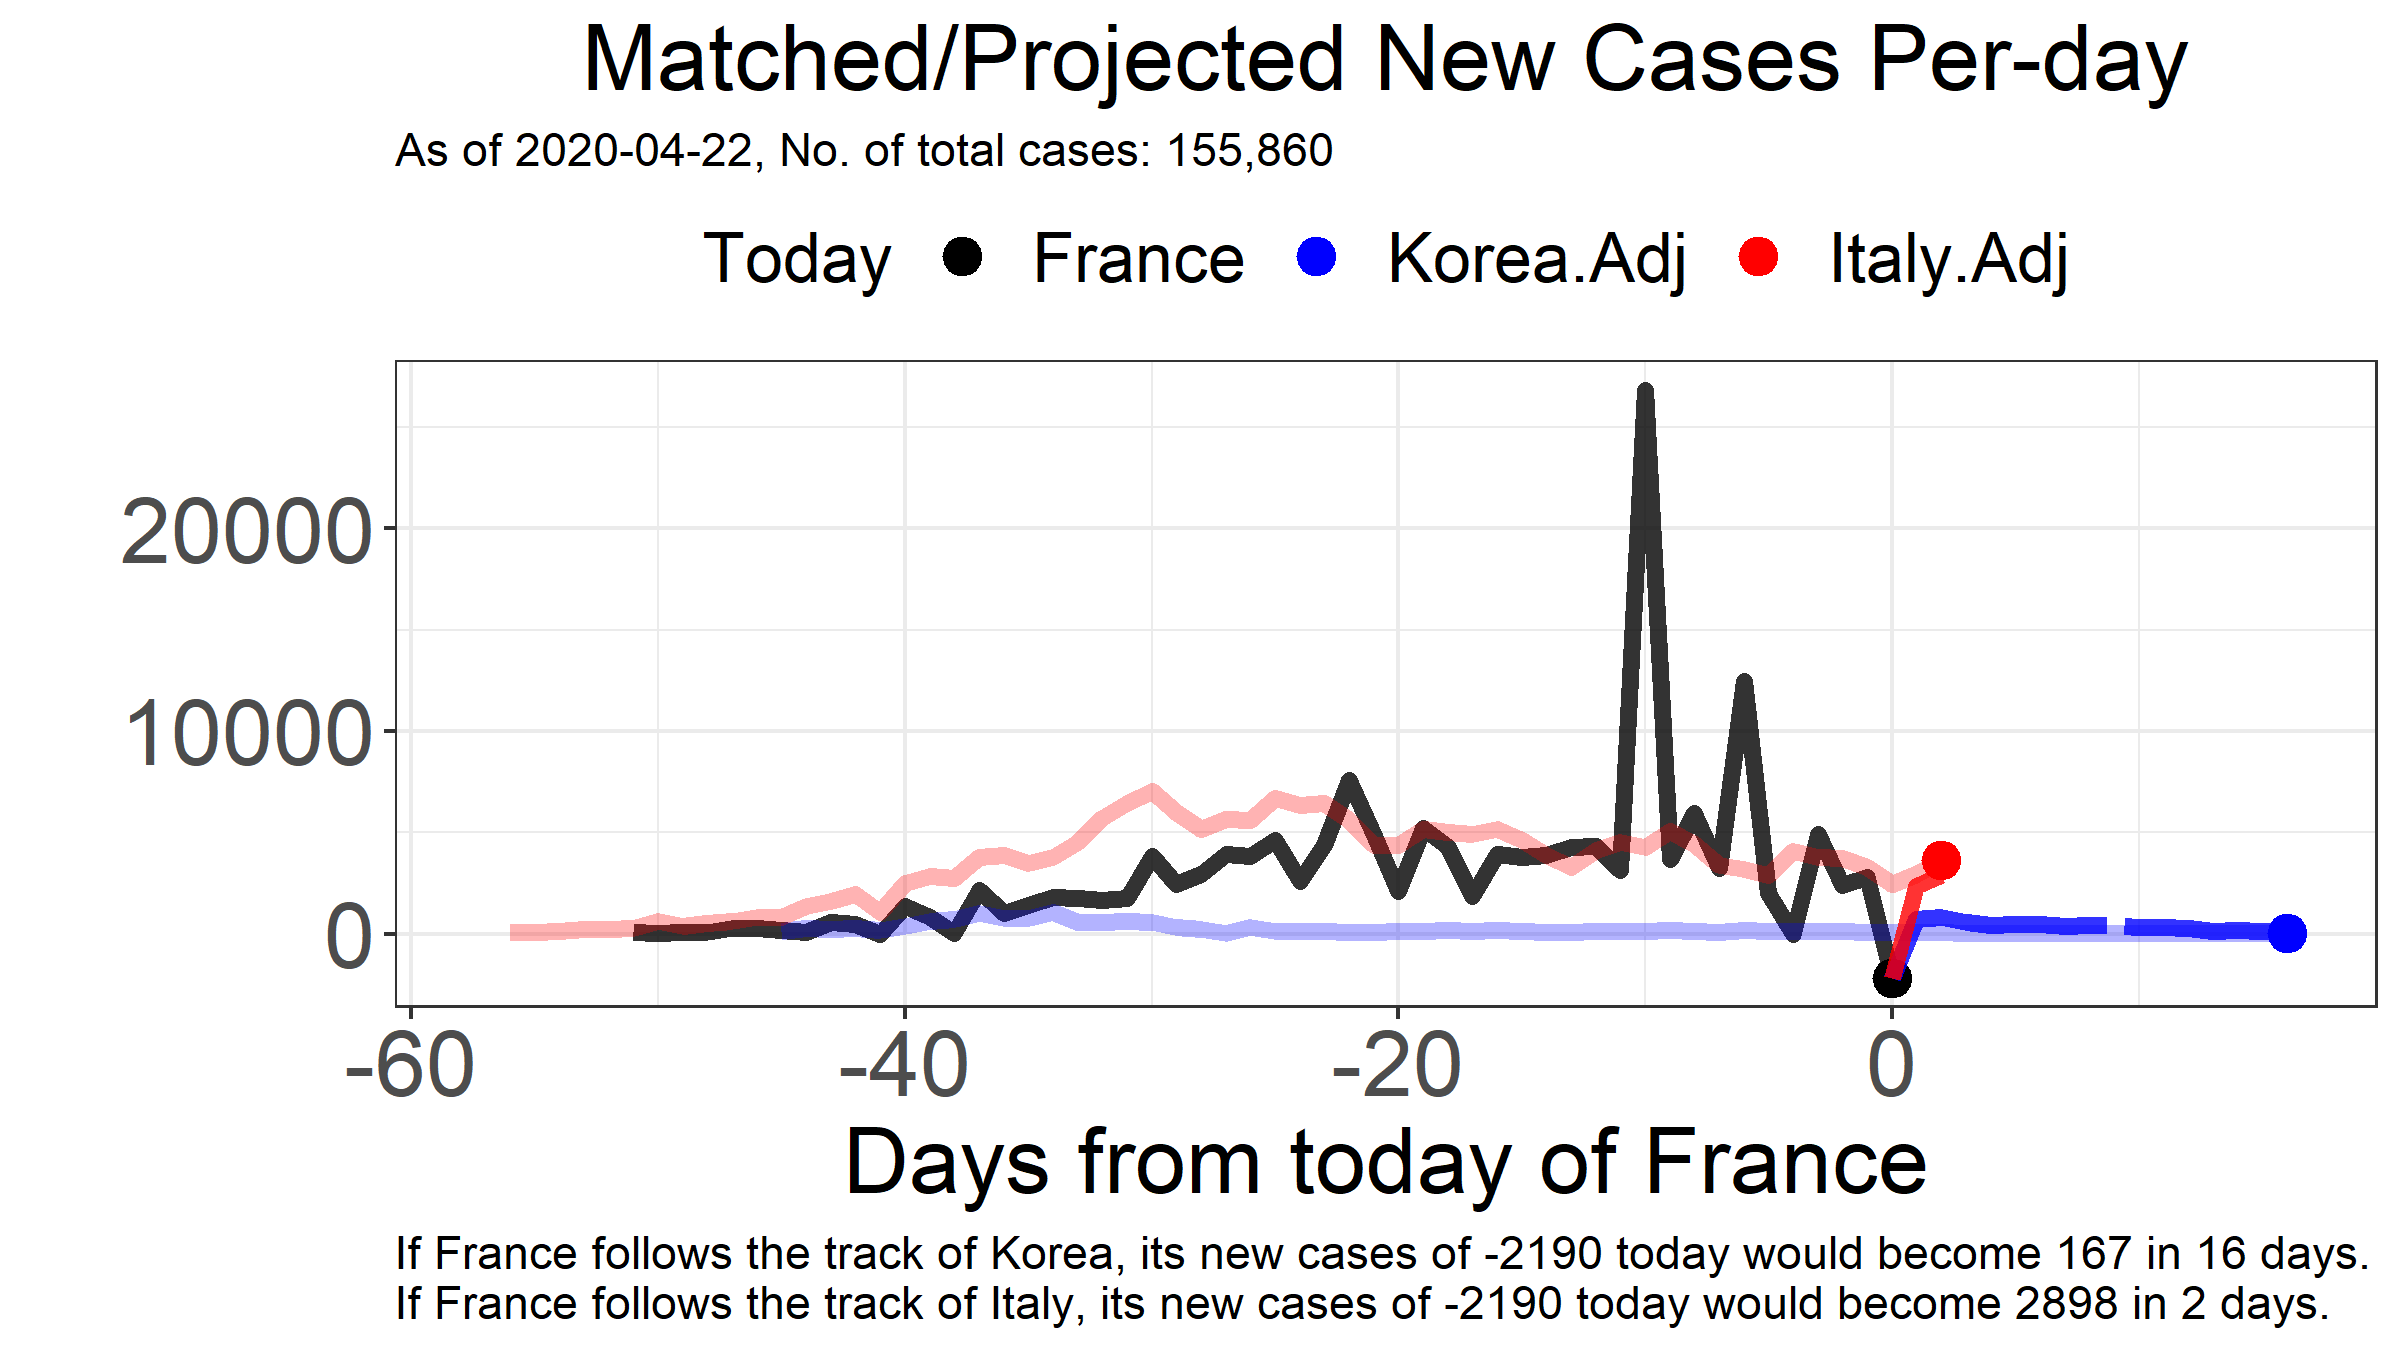 Matched/Projected New Cases Per-day
As of 2020-04-22, No. of total cases: 155,860
Today France Korea.Adj Italy.Adj
20000
10000
0
-60 -40 -20 0
Days from today of France
If France follows the track of Korea, its new cases of -2190 today would become 167 in 16 days.
If France follows the track of Italy, its new cases of -2190 today would become 2898 in 2 days.